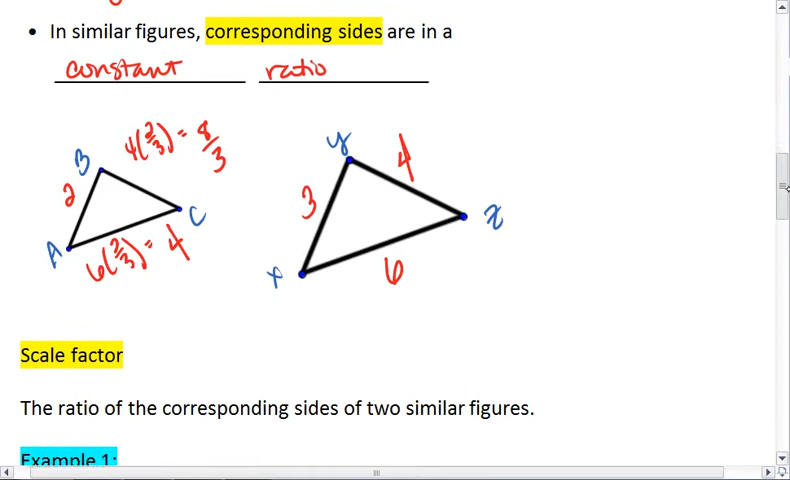 • In similar figures, corresponding sides are in a
constant ratio
4(2/3) = 8/3
B
2
C
A
6(2/3) = 4
y
4
3
z
x
6
Scale factor
The ratio of the corresponding sides of two similar figures.
Example 1: